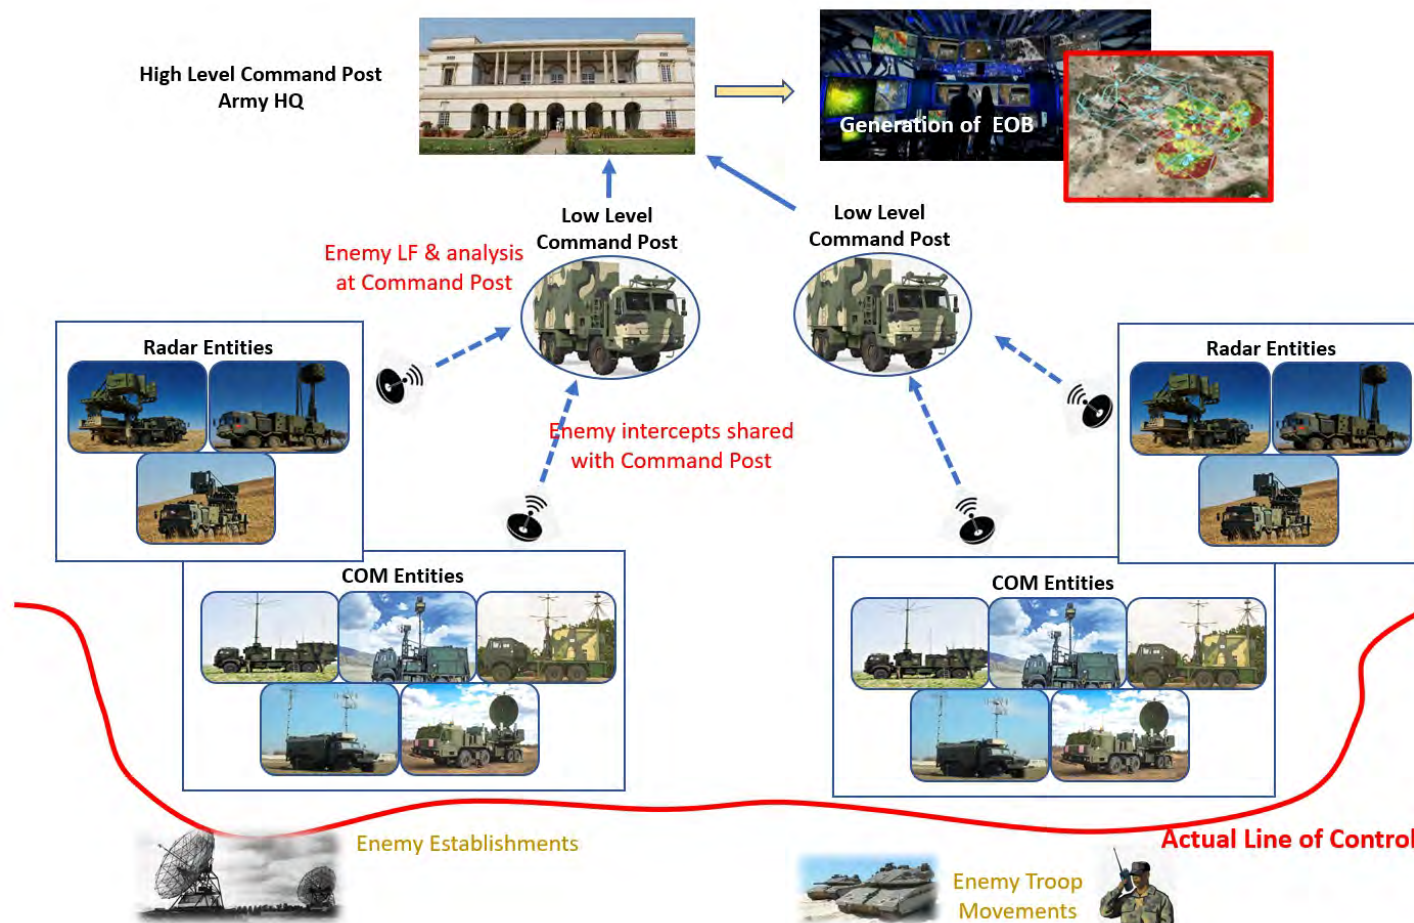 High Level Command Post
Army HQ
Generation of EOB
Low Level
Command Post
Low Level
Command Post
Enemy LF & analysis
at Command Post
Radar Entities
Radar Entities
Enemy intercepts shared
with Command Post
COM Entities
COM Entities
Actual Line of Control
Enemy Establishments
Enemy Troop
Movements